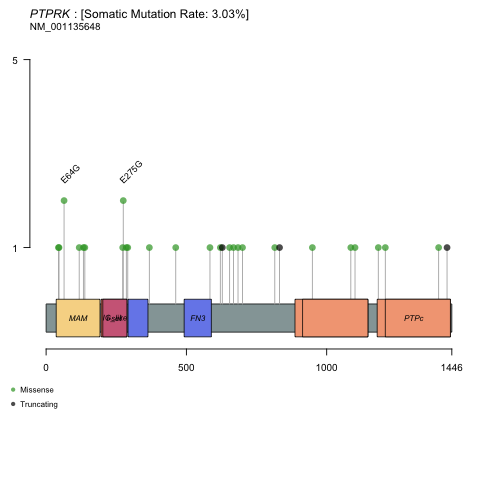 PTPRK : [Somatic Mutation Rate: 3.03%]
NM_001135648
5
E64G
E275G
1
MAM
FN3
PTPc
0
500
1000
1446
Missense
Truncating